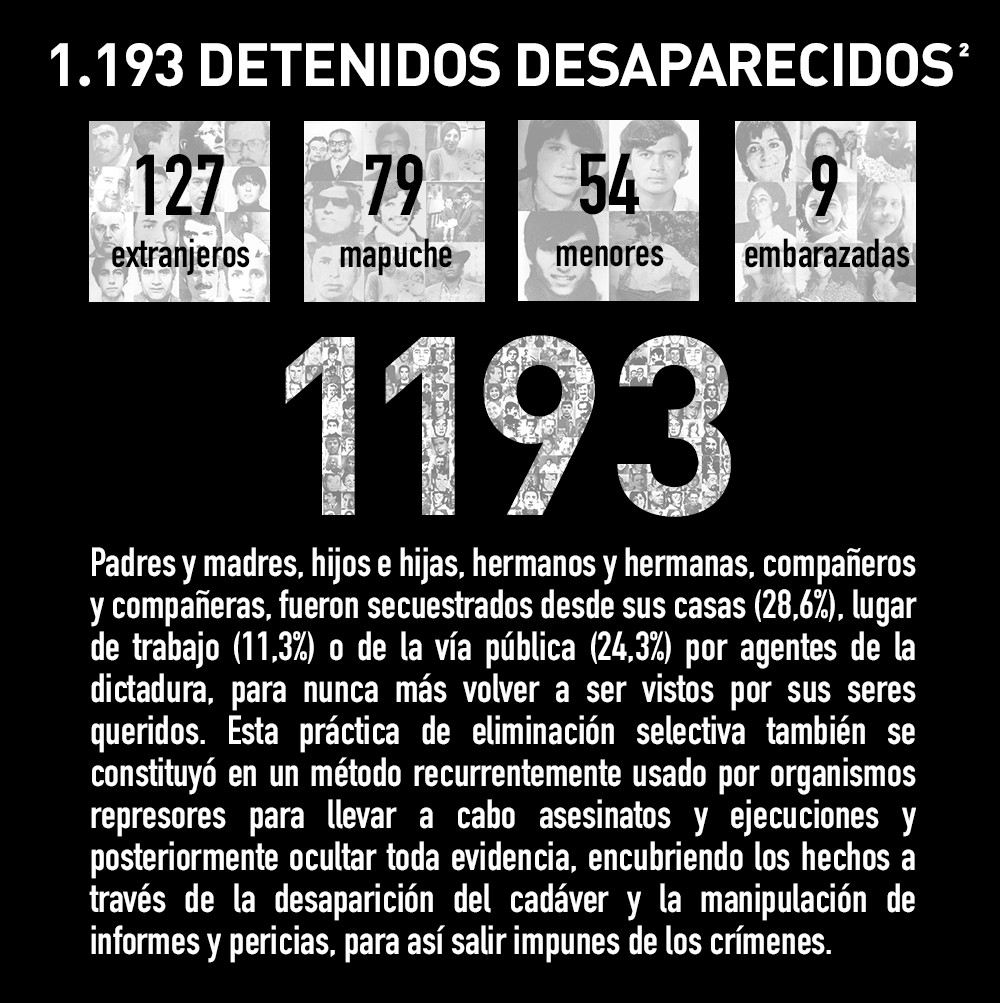 1.193 DETENIDOS DESAPARECIDOS²
127
extranjeros
79
mapuche
54
menores
9
embarazadas
1193
Padres y madres, hijos e hijas, hermanos y hermanas, compañeros
y compañeras, fueron secuestrados desde sus casas (28,6%), lugar
de trabajo (11,3%) o de la vía pública (24,3%) por agentes de la
dictadura, para nunca más volver a ser vistos por sus seres
queridos. Esta práctica de eliminación selectiva también se
constituyó en un método recurrentemente usado por organismos
represores para llevar a cabo asesinatos y ejecuciones y
posteriormente ocultar toda evidencia, encubriendo los hechos a
través de la desaparición del cadáver y la manipulación de
informes y pericias, para así salir impunes de los crímenes.